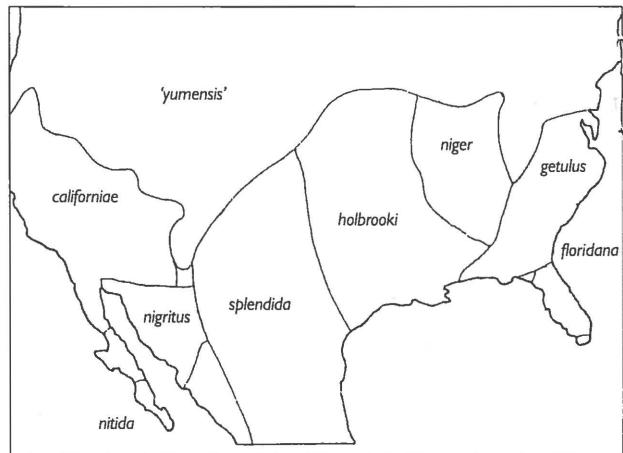 'yumensis'
niger
getulus
californiae
holbrooki
floridana
nigritus
splendida
nitida